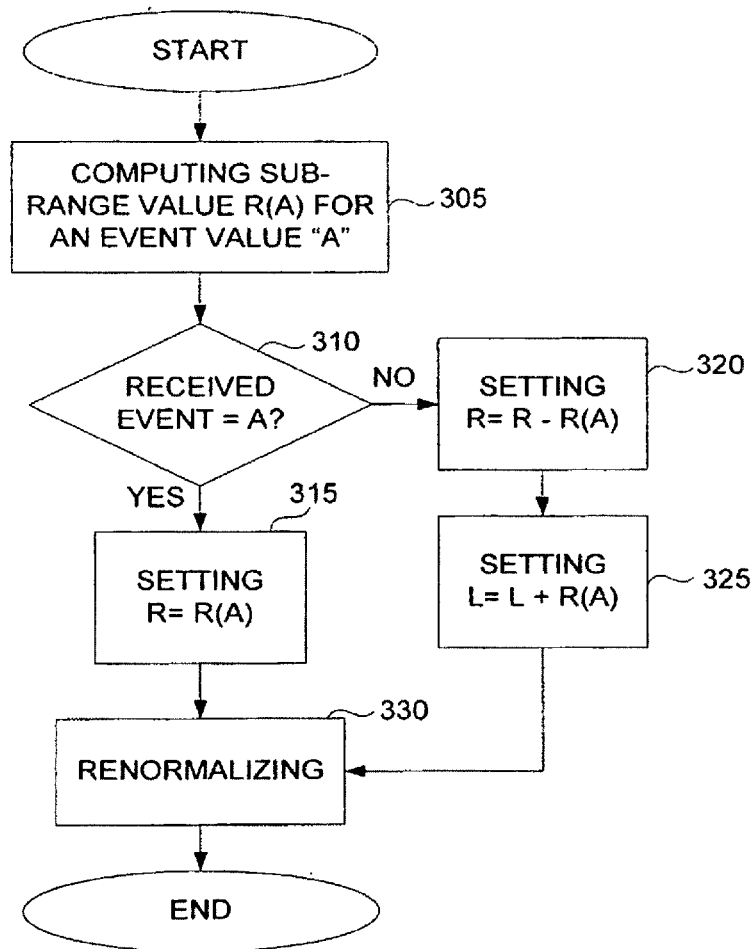 START
COMPUTING SUB-
RANGE VALUE R(A) FOR
AN EVENT VALUE "A"
305
310
RECEIVED
EVENT = A?
NO
SETTING
R= R - R(A)
320
YES
315
SETTING
R= R(A)
SETTING
L= L + R(A)
325
330
RENORMALIZING
END